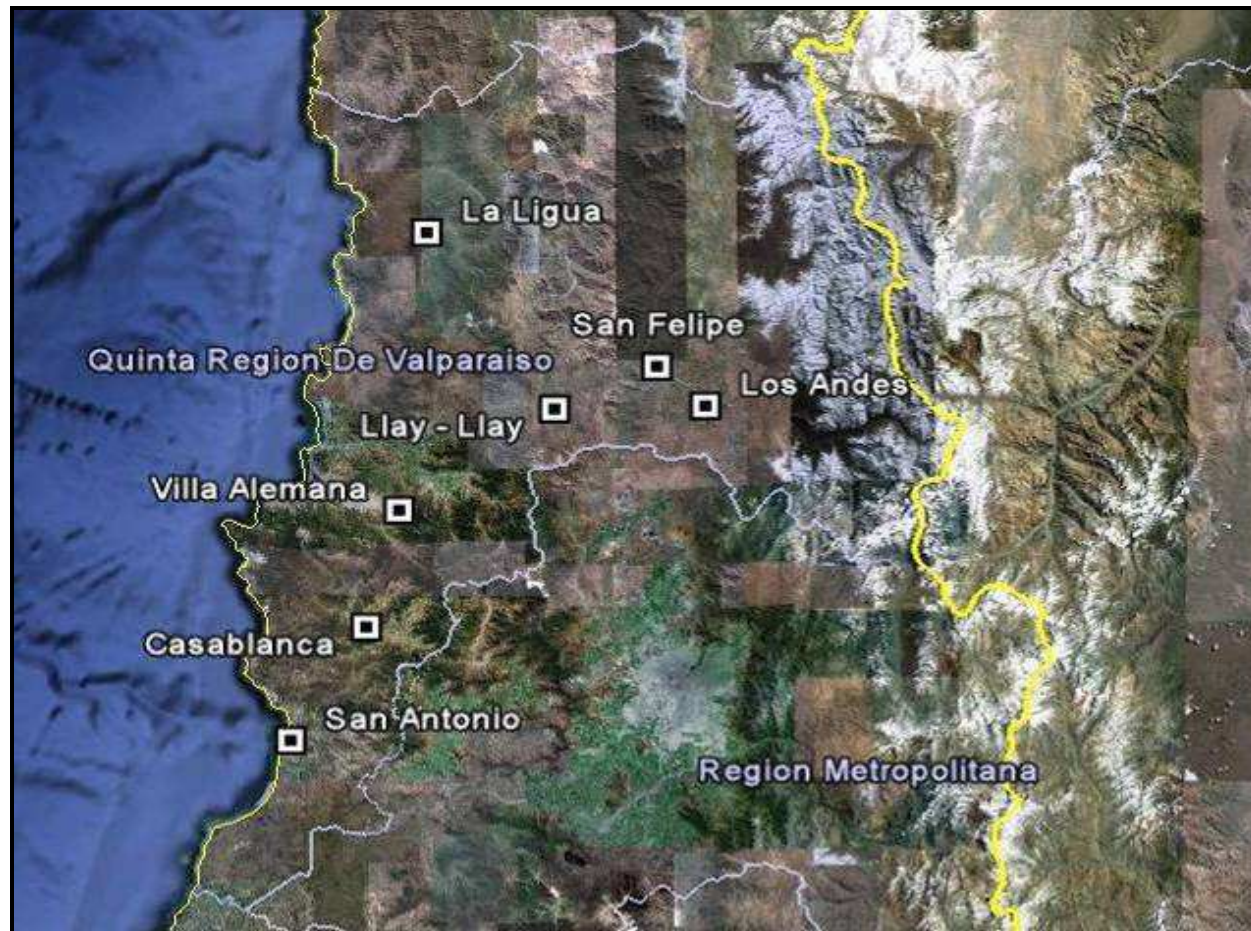 La Ligua
San Felipe
Quinta Region De Valparaiso
Los Andes
Llay - Llay
Villa Alemana
Casablanca
San Antonio
Region Metropolitana